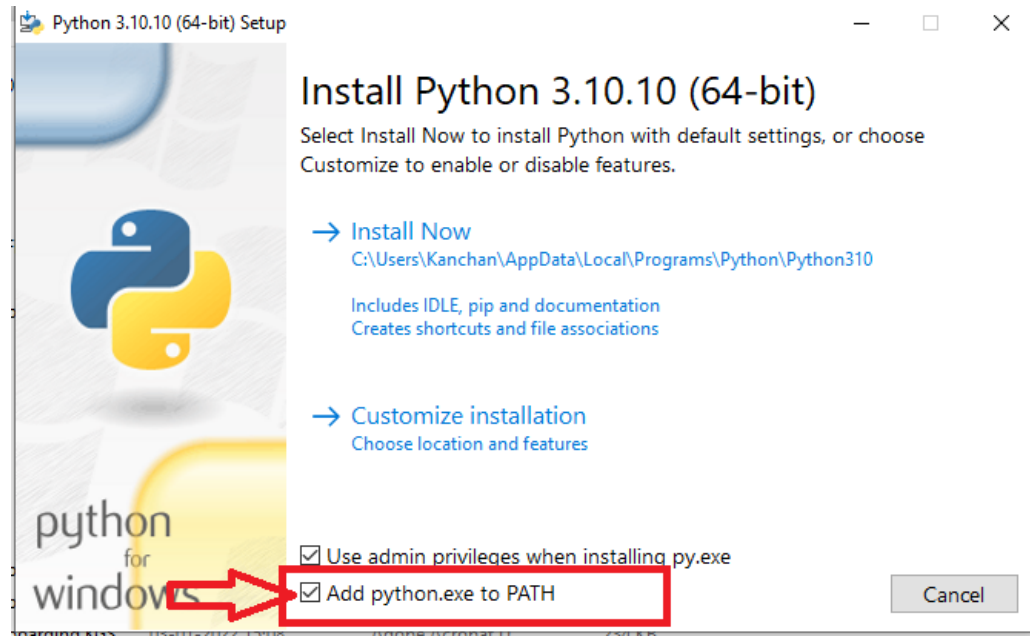 Python 3.10.10 (64-bit) Setup
Install Python 3.10.10 (64-bit)
Select Install Now to install Python with default settings, or choose
Customize to enable or disable features.
Install Now
C:\Users\Kanchan\AppData\Local\Programs\Python\Python310
Includes IDLE, pip and documentation
Creates shortcuts and file associations
Customize installation
Choose location and features
python
for
windows
Use admin privileges when installing py.exe
Add python.exe to PATH
Cancel